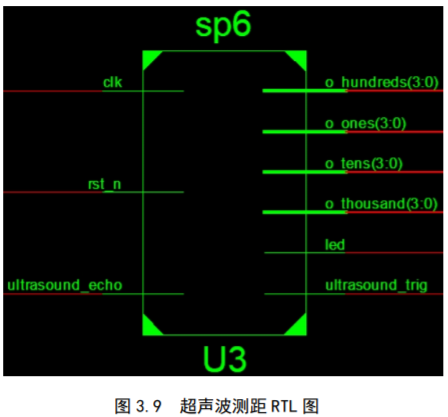 sp6
clk
o_hundreds(3:0)
o_ones(3:0)
o_tens(3:0)
rst_n
o_thousand(3:0)
led
ultrasound_echo
ultrasound_trig
U3
图 3.9 超声波测距 RTL 图